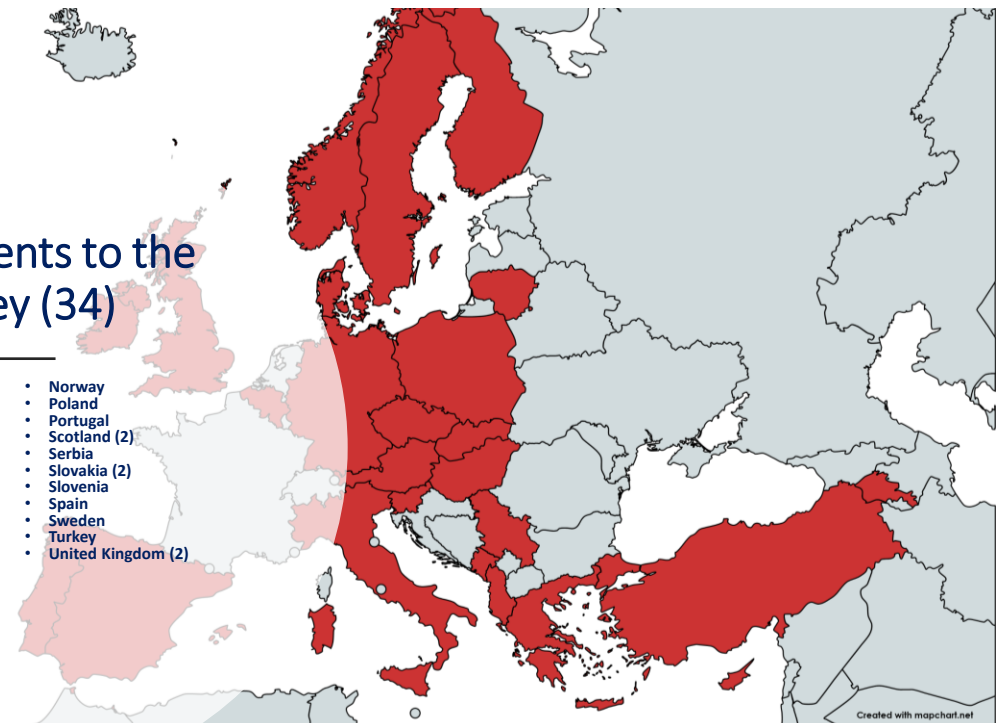 ents to the
ey (34)
• Norway
• Poland
• Portugal
• Scotland (2)
• Serbia
• Slovakia (2)
• Slovenia
• Spain
• Sweden
• Turkey
• United Kingdom (2)
Created with mapchart.net